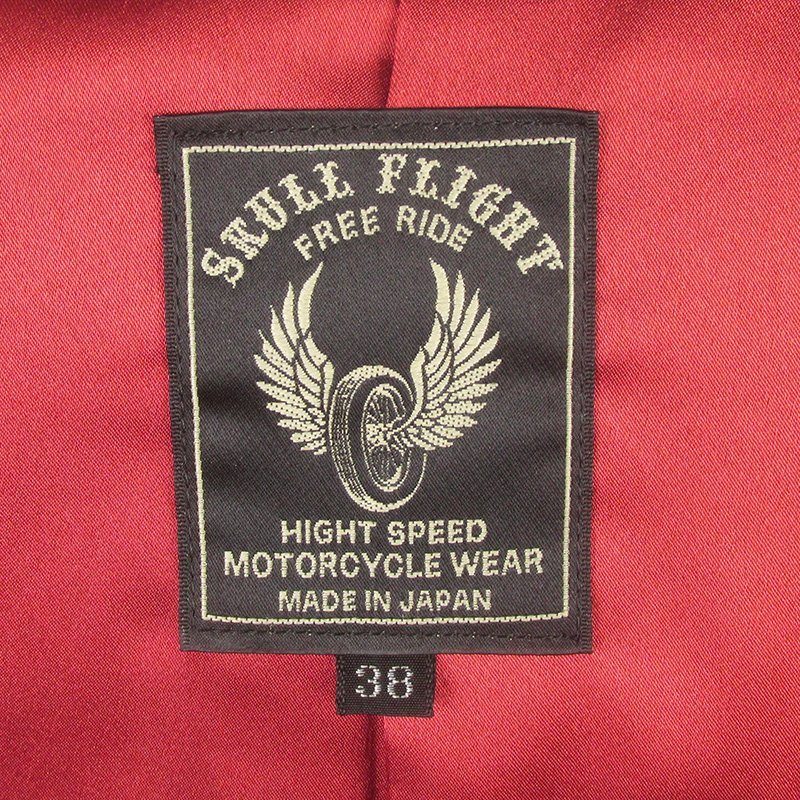 SKULL FLIGHT
FREE RIDE
HIGHT SPEED
MOTORCYCLE WEAR
MADE IN JAPAN
38